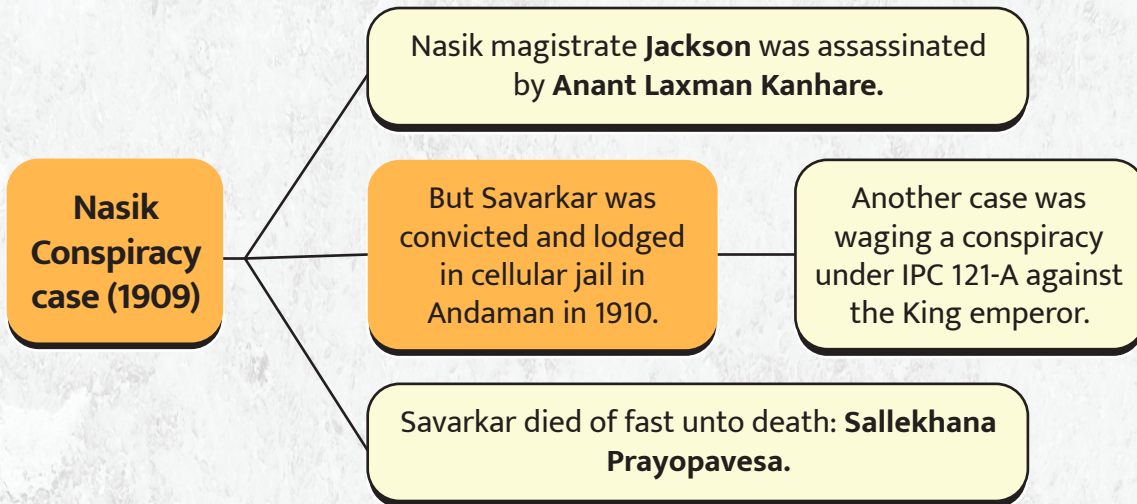 Nasik magistrate Jackson was assassinated
by Anant Laxman Kanhare.
Nasik
Conspiracy
case (1909)
But Savarkar was
convicted and lodged
in cellular jail in
Andaman in 1910.
Another case was
waging a conspiracy
under IPC 121-A against
the King emperor.
Savarkar died of fast unto death: Sallekhana
Prayopavesa.